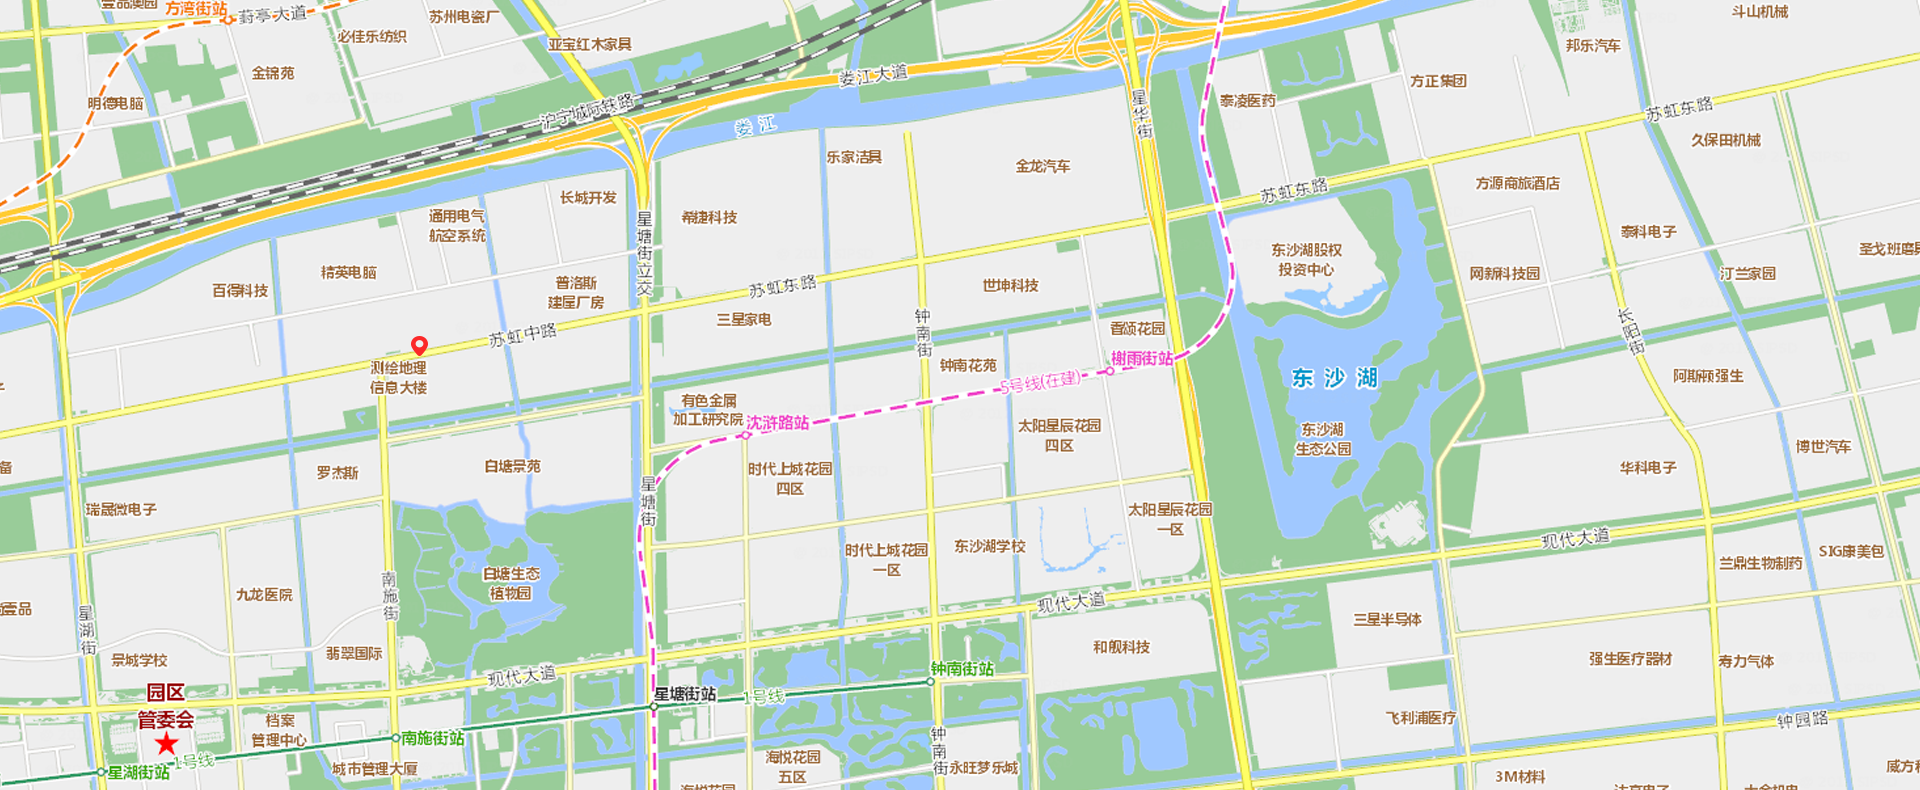 壹品澳园
方湾街站
葑亭大道
苏州电瓷厂
必佳乐纺织
亚宝红木家具
金锦苑
明德电脑
沪宁城际铁路
娄江大道
娄 江
星华街
泰凌医药
方正集团
邦乐汽车
斗山机械
苏虹东路
久保田机械
乐家洁具
金龙汽车
苏虹东路
方源商旅酒店
长城开发
通用电气
航空系统
希捷科技
星塘街立交
泰科电子
圣戈班磨具
东沙湖股权
投资中心
网新科技园
汀兰家园
精英电脑
百得科技
普洛斯
建屋厂房
苏虹东路
世坤科技
三星家电
苏虹中路
钟南街
香颂花园
长阳街
测绘地理
信息大楼
钟南花苑
榭雨街站
5号线(在建)
东 沙 湖
阿斯顿强生
有色金属
加工研究院
沈浒路站
太阳星辰花园
四区
东沙湖
生态公园
博世汽车
备
罗杰斯
白塘景苑
时代上城花园
四区
华科电子
瑞晟微电子
星塘街
太阳星辰花园
一区
现代大道
时代上城花园
一区
东沙湖学校
兰鼎生物制药
SIG康美包
白塘生态
植物园
九龙医院
南施街
壹品
星湖街
现代大道
三星半导体
和舰科技
景城学校
翡翠国际
强生医疗器材
寿力气体
现代大道
钟南街站
园区
管委会
星塘街站
1号线
飞利浦医疗
钟园路
档案
管理中心
南施街站
钟南街
1号线
星湖街站
城市管理大厦
海悦花园
五区
永旺梦乐城
3M材料
威方
海悦花园